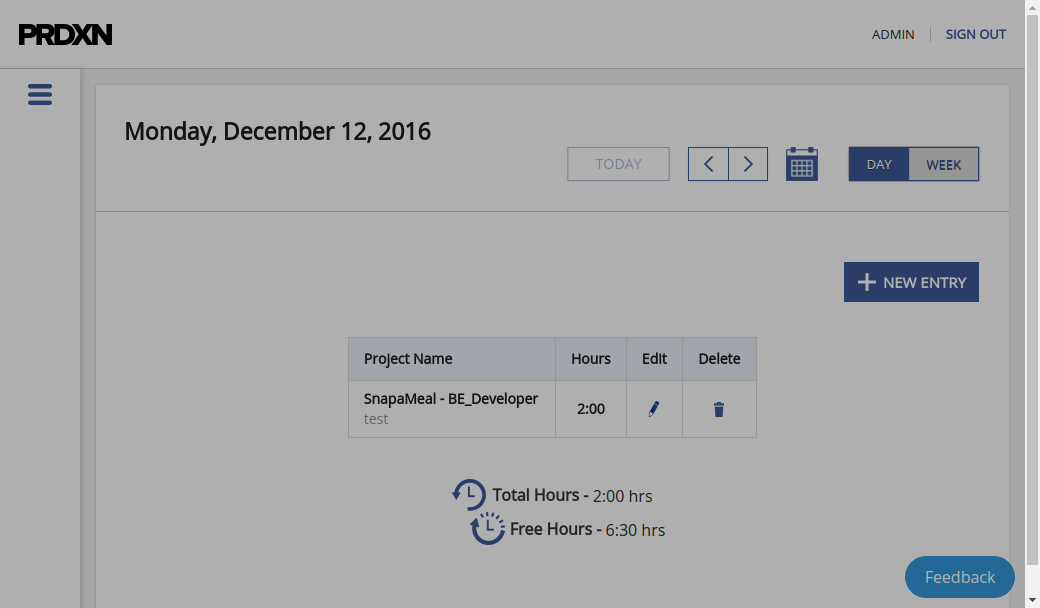 PRDXN
ADMIN SIGN OUT
Monday, December 12, 2016
TODAY
DAY WEEK
NEW ENTRY
Project Name Hours Edit Delete
SnapaMeal - BE_Developer 2:00
test
Total Hours - 2:00 hrs
Free Hours - 6:30 hrs
Feedback